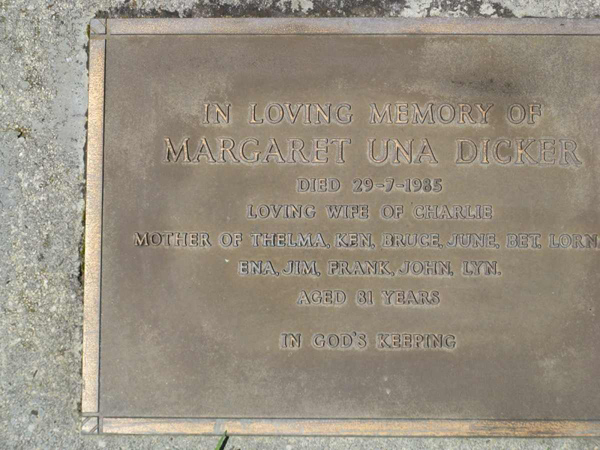 IN LOVING MEMORY OF
MARGARET UNA DICKER
DIED 29-7-1985
LOVING WIFE OF CHARLIE
MOTHER OF THELMA, KEN, BRUCE, JUNE, BET, LORN
ENA, JIM, FRANK, JOHN, LYN.
AGED 81 YEARS
IN GOD'S KEEPING